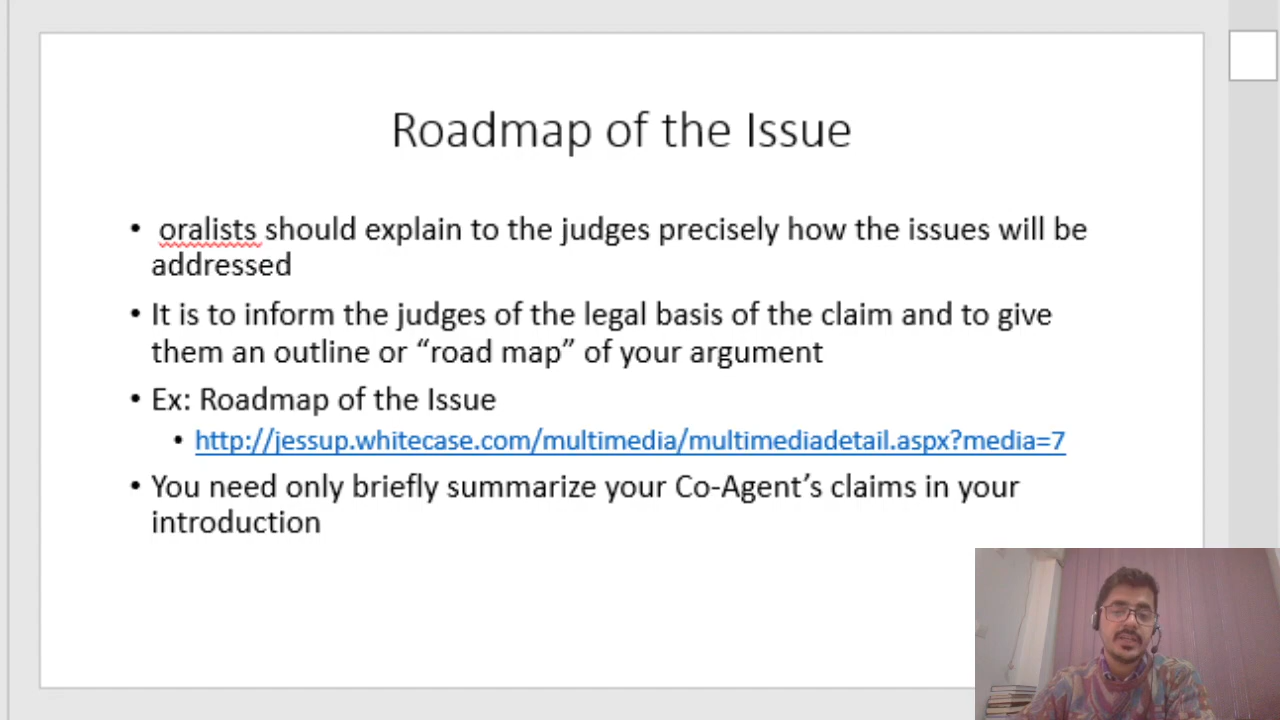 Roadmap of the Issue
• oralists should explain to the judges precisely how the issues will be
addressed
• It is to inform the judges of the legal basis of the claim and to give
them an outline or “road map” of your argument
• Ex: Roadmap of the Issue
• http://jessup.whitecase.com/multimedia/multimediadetail.aspx?media=7
• You need only briefly summarize your Co-Agent’s claims in your
introduction